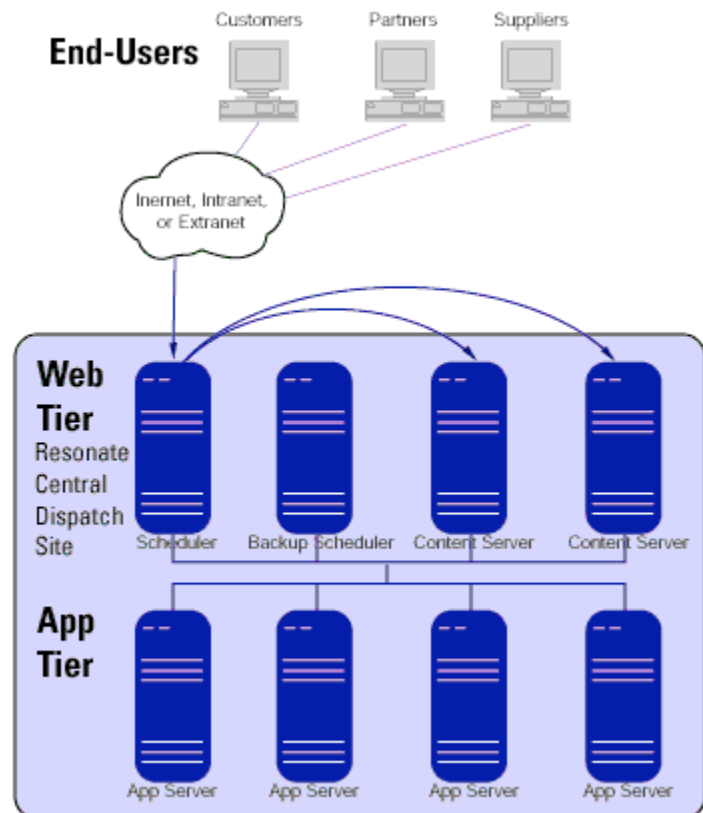 Customers
Partners
Suppliers
End-Users
Inernet, Intranet,
or Extranet
Web
Tier
Resonate
Central
Dispatch
Site
Scheduler
Backup Scheduler
Content Server
Content Server
App
Tier
App Server
App Server
App Server
App Server